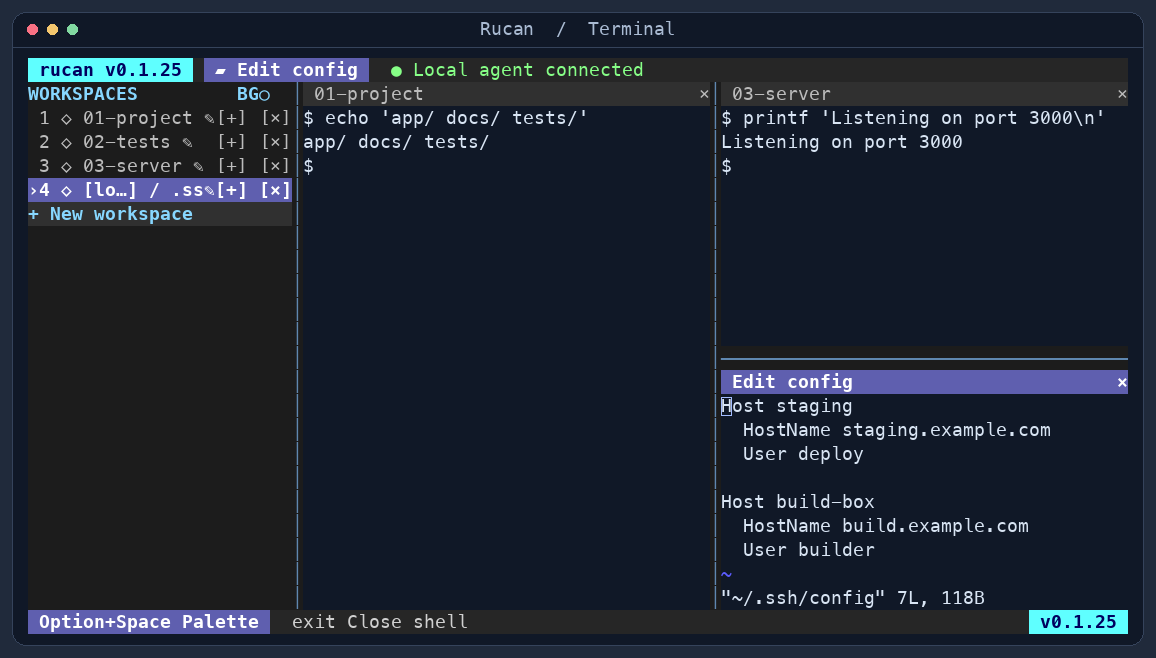 Rucan / Terminal
rucan v0.1.25 ▰ Edit config ● Local agent connected
WORKSPACES BG○
1 ◇ 01-project ✎[+] [×]
2 ◇ 02-tests ✎ [+] [×]
3 ◇ 03-server ✎ [+] [×]
›4 ◇ [lo…] / .ss✎[+] [×]
+ New workspace
01-project ×
$ echo 'app/ docs/ tests/'
app/ docs/ tests/
$
03-server ×
$ printf 'Listening on port 3000\n'
Listening on port 3000
$
Edit config ×
Host staging
  HostName staging.example.com
  User deploy
Host build-box
  HostName build.example.com
  User builder
~
"~/.ssh/config" 7L, 118B
Option+Space Palette exit Close shell v0.1.25